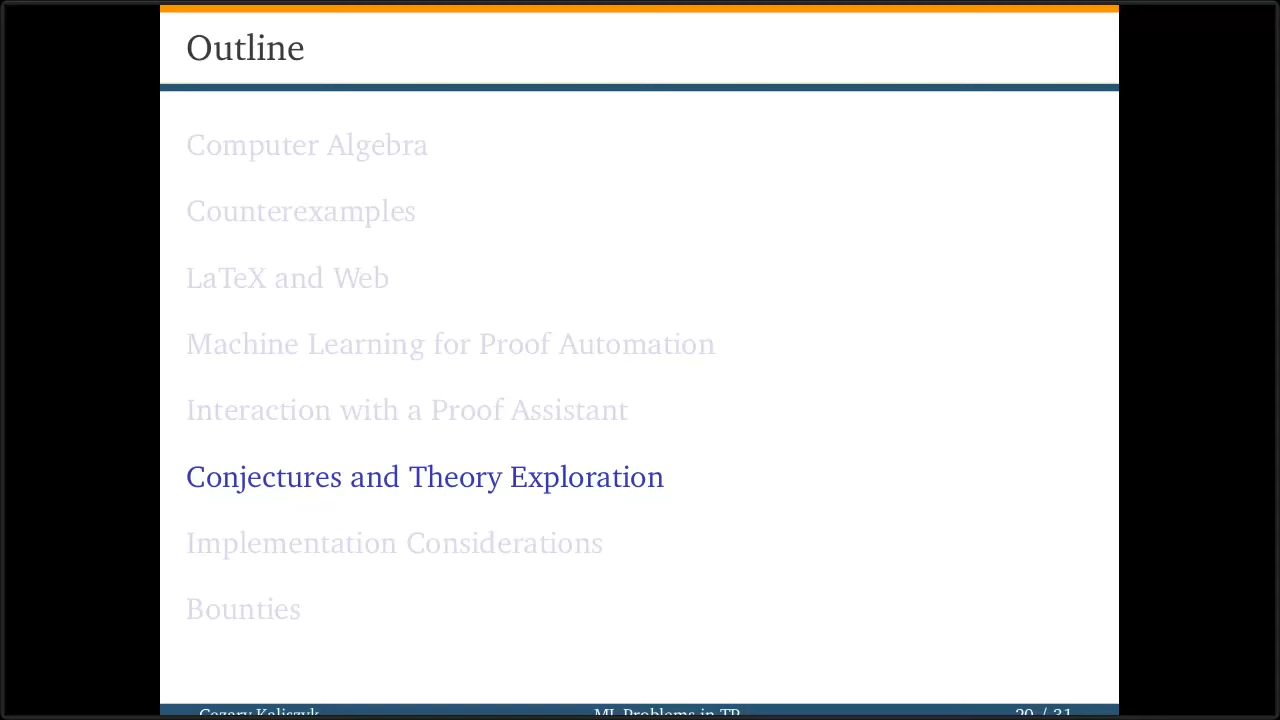 Outline
Computer Algebra
Counterexamples
LaTeX and Web
Machine Learning for Proof Automation
Interaction with a Proof Assistant
Conjectures and Theory Exploration
Implementation Considerations
Bounties
Cezary Kaliszyk ML Problems in TP 20 / 31